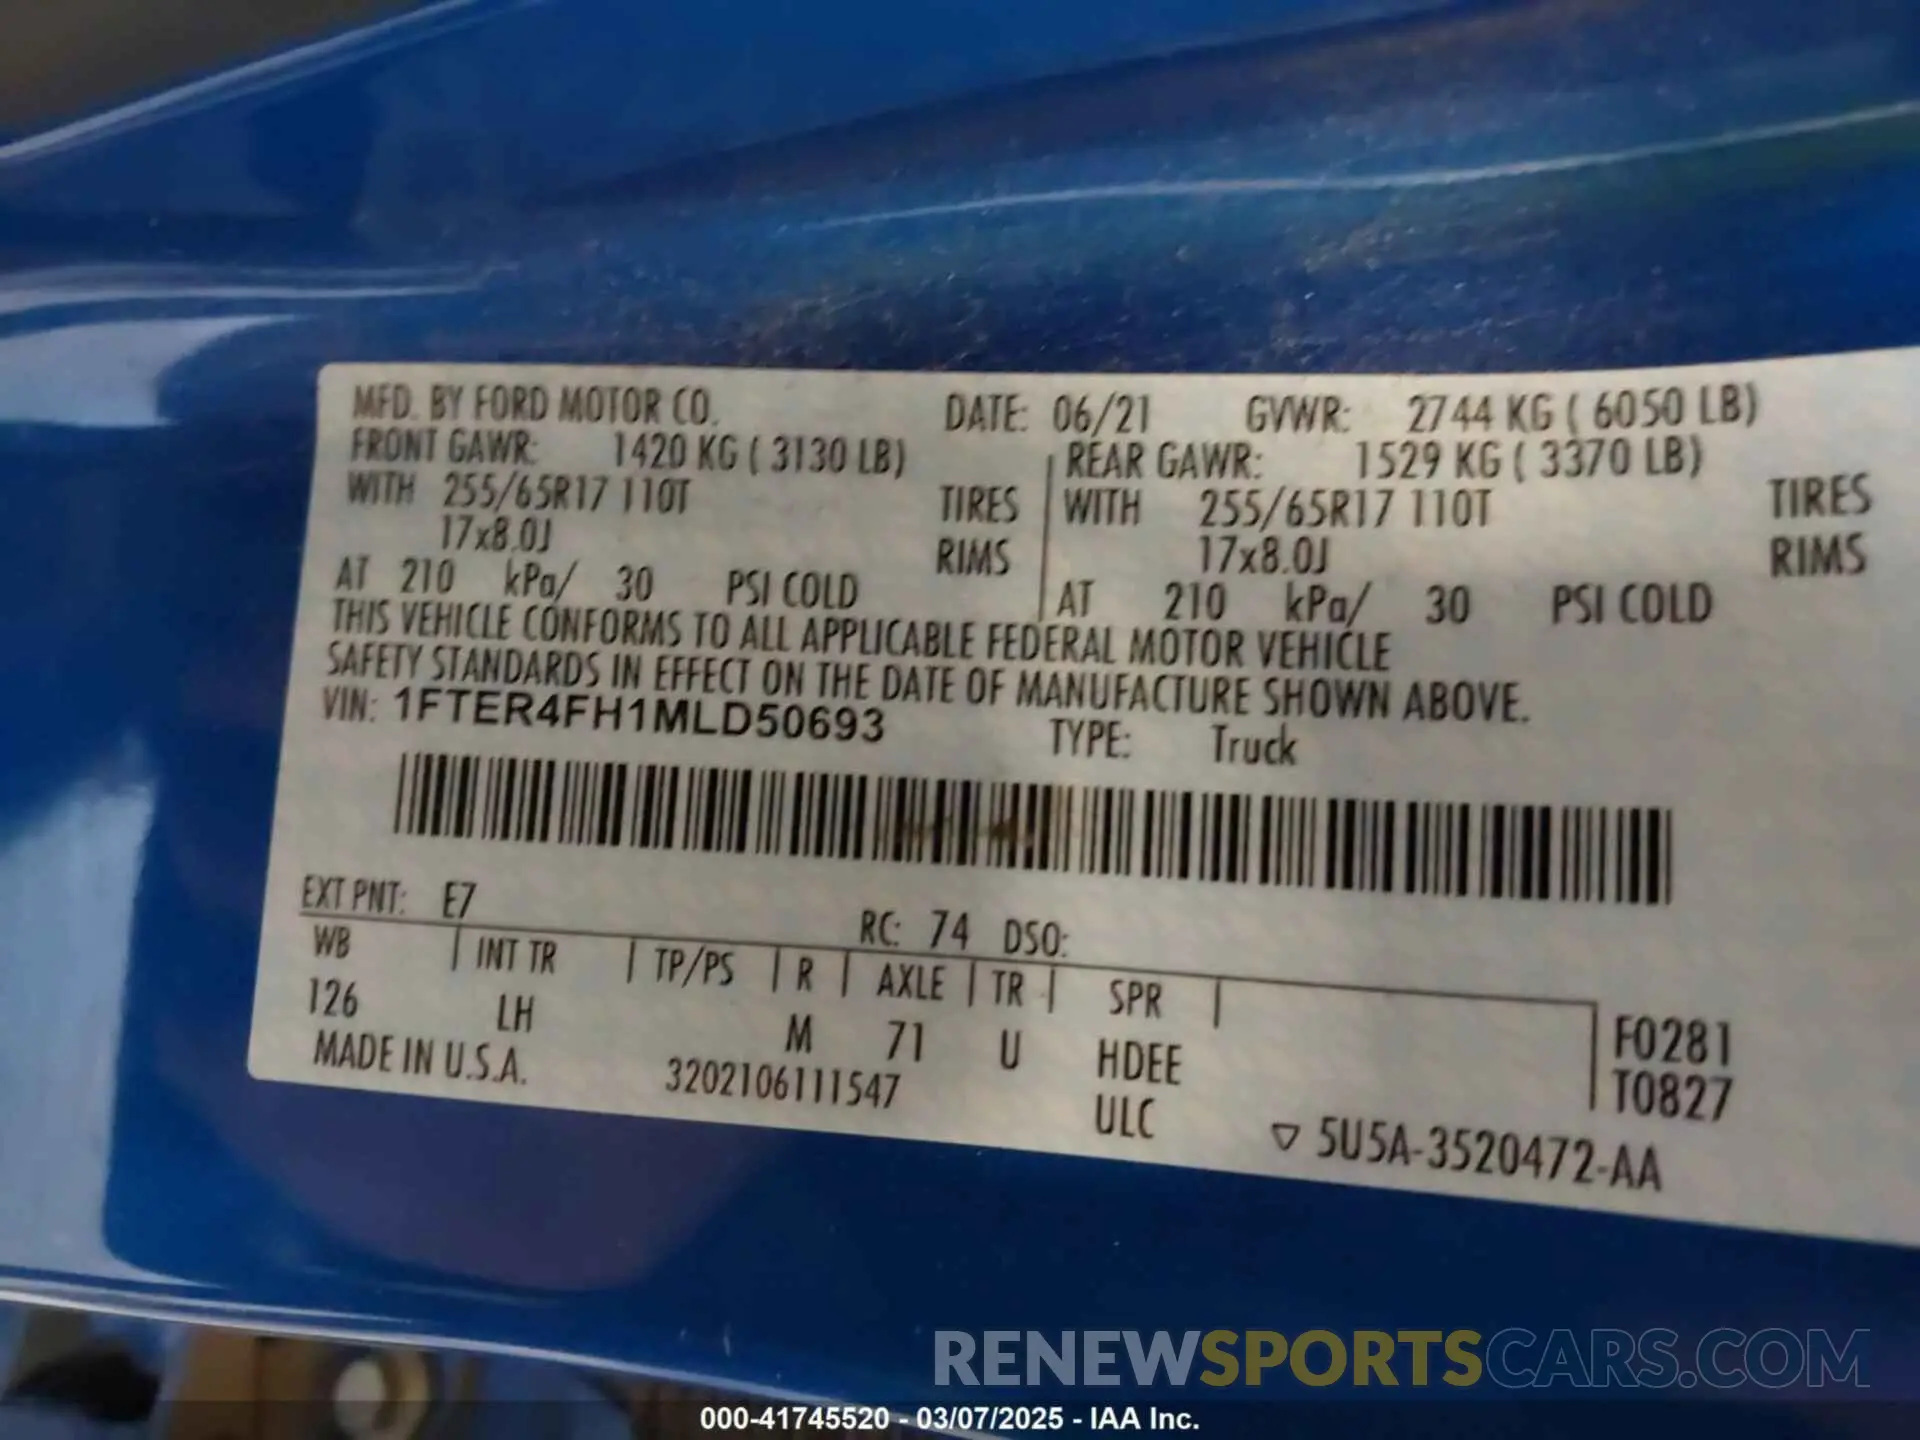 MFD. BY FORD MOTOR CO. DATE: 06/21 GVWR: 2744 KG ( 6050 LB)
FRONT GAWR: 1420 KG ( 3130 LB) REAR GAWR: 1529 KG ( 3370 LB)
WITH 255/65R17 110T TIRES WITH 255/65R17 110T TIRES
17x8.0J RIMS 17x8.0J RIMS
AT 210 kPa/ 30 PSI COLD AT 210 kPa/ 30 PSI COLD
THIS VEHICLE CONFORMS TO ALL APPLICABLE FEDERAL MOTOR VEHICLE
SAFETY STANDARDS IN EFFECT ON THE DATE OF MANUFACTURE SHOWN ABOVE.
VIN: 1FTER4FH1MLD50693 TYPE: Truck
EXT PNT: E7 RC: 74 DSO:
WB INT TR TP/PS R AXLE TR SPR
126 LH M 71 U HDEE F0281
MADE IN U.S.A. 3202106111547 ULC T0827
▽ 5U5A-3520472-AA
RENEWSPORTSCARS.COM
000-41745520 - 03/07/2025 - IAA Inc.